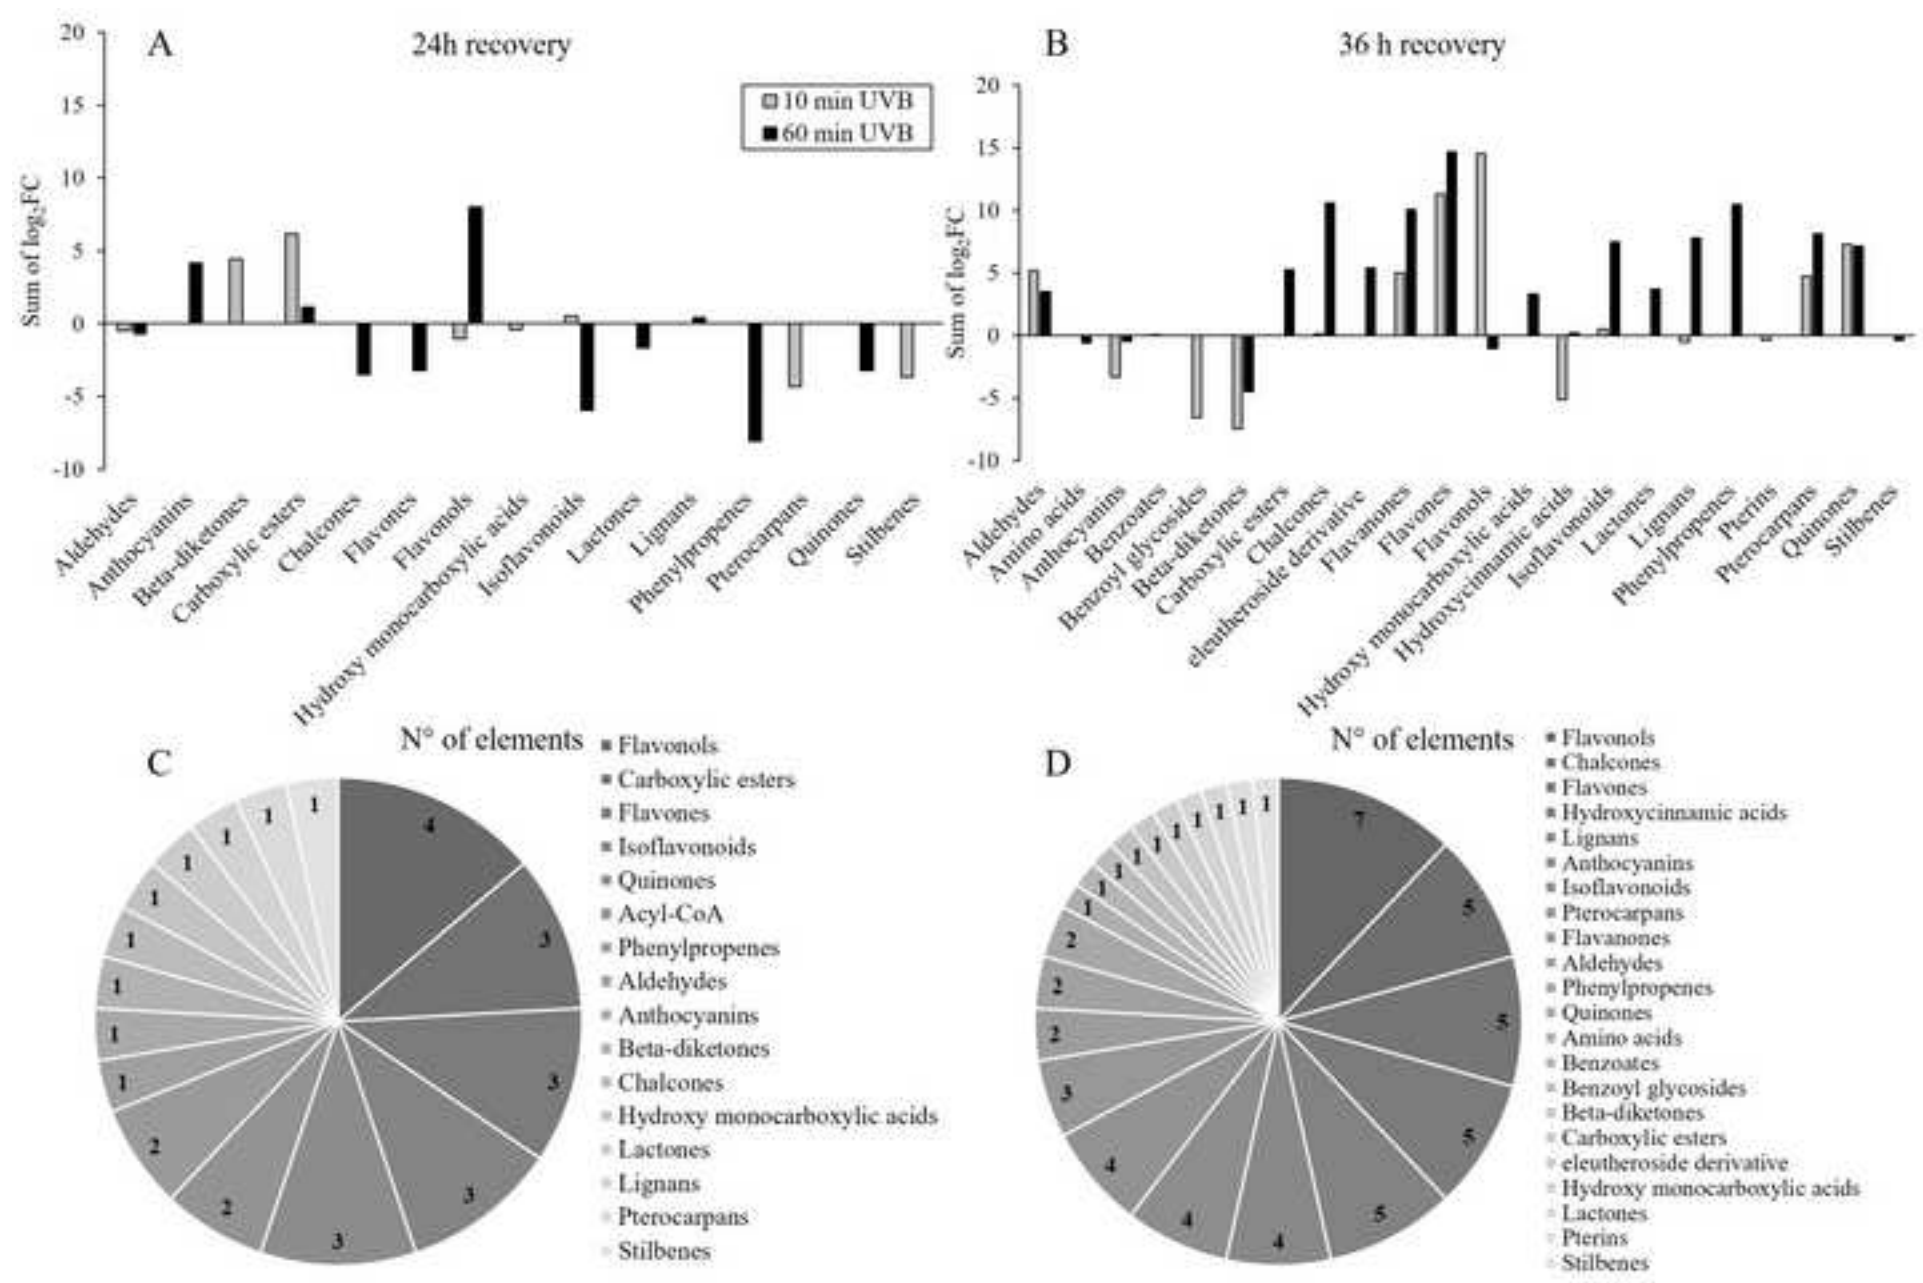 A
24h recovery
20
15
10
5
0
-5
-10
Sum of log₂FC
10 min UVB
60 min UVB
Aldehydes
Anthocyanins
Beta-diketones
Carboxylic esters
Chalcones
Flavones
Flavonols
Hydroxy monocarboxylic acids
Isoflavonoids
Lactones
Lignans
Phenylpropenes
Pterocarpans
Quinones
Stilbenes
B
36 h recovery
20
15
10
5
0
-5
-10
Sum of log₂FC
Aldehydes
Amino acids
Anthocyanins
Benzoates
Benzoyl glycosides
Beta-diketones
Carboxylic esters
Chalcones
eleutheroside derivative
Flavanones
Flavones
Flavonols
Hydroxy monocarboxylic acids
Hydroxycinnamic acids
Isoflavonoids
Lactones
Lignans
Phenylpropenes
Pterins
Pterocarpans
Quinones
Stilbenes
C
N° of elements
4
3
3
3
3
2
2
1
1
1
1
1
1
1
1
1
Flavonols
Carboxylic esters
Flavones
Isoflavonoids
Quinones
Acyl-CoA
Phenylpropenes
Aldehydes
Anthocyanins
Beta-diketones
Chalcones
Hydroxy monocarboxylic acids
Lactones
Lignans
Pterocarpans
Stilbenes
D
N° of elements
7
5
5
5
5
4
4
4
3
2
2
2
1
1
1
1
1
1
1
1
1
1
Flavonols
Chalcones
Flavones
Hydroxycinnamic acids
Lignans
Anthocyanins
Isoflavonoids
Pterocarpans
Flavanones
Aldehydes
Phenylpropenes
Quinones
Amino acids
Benzoates
Benzoyl glycosides
Beta-diketones
Carboxylic esters
eleutheroside derivative
Hydroxy monocarboxylic acids
Lactones
Pterins
Stilbenes